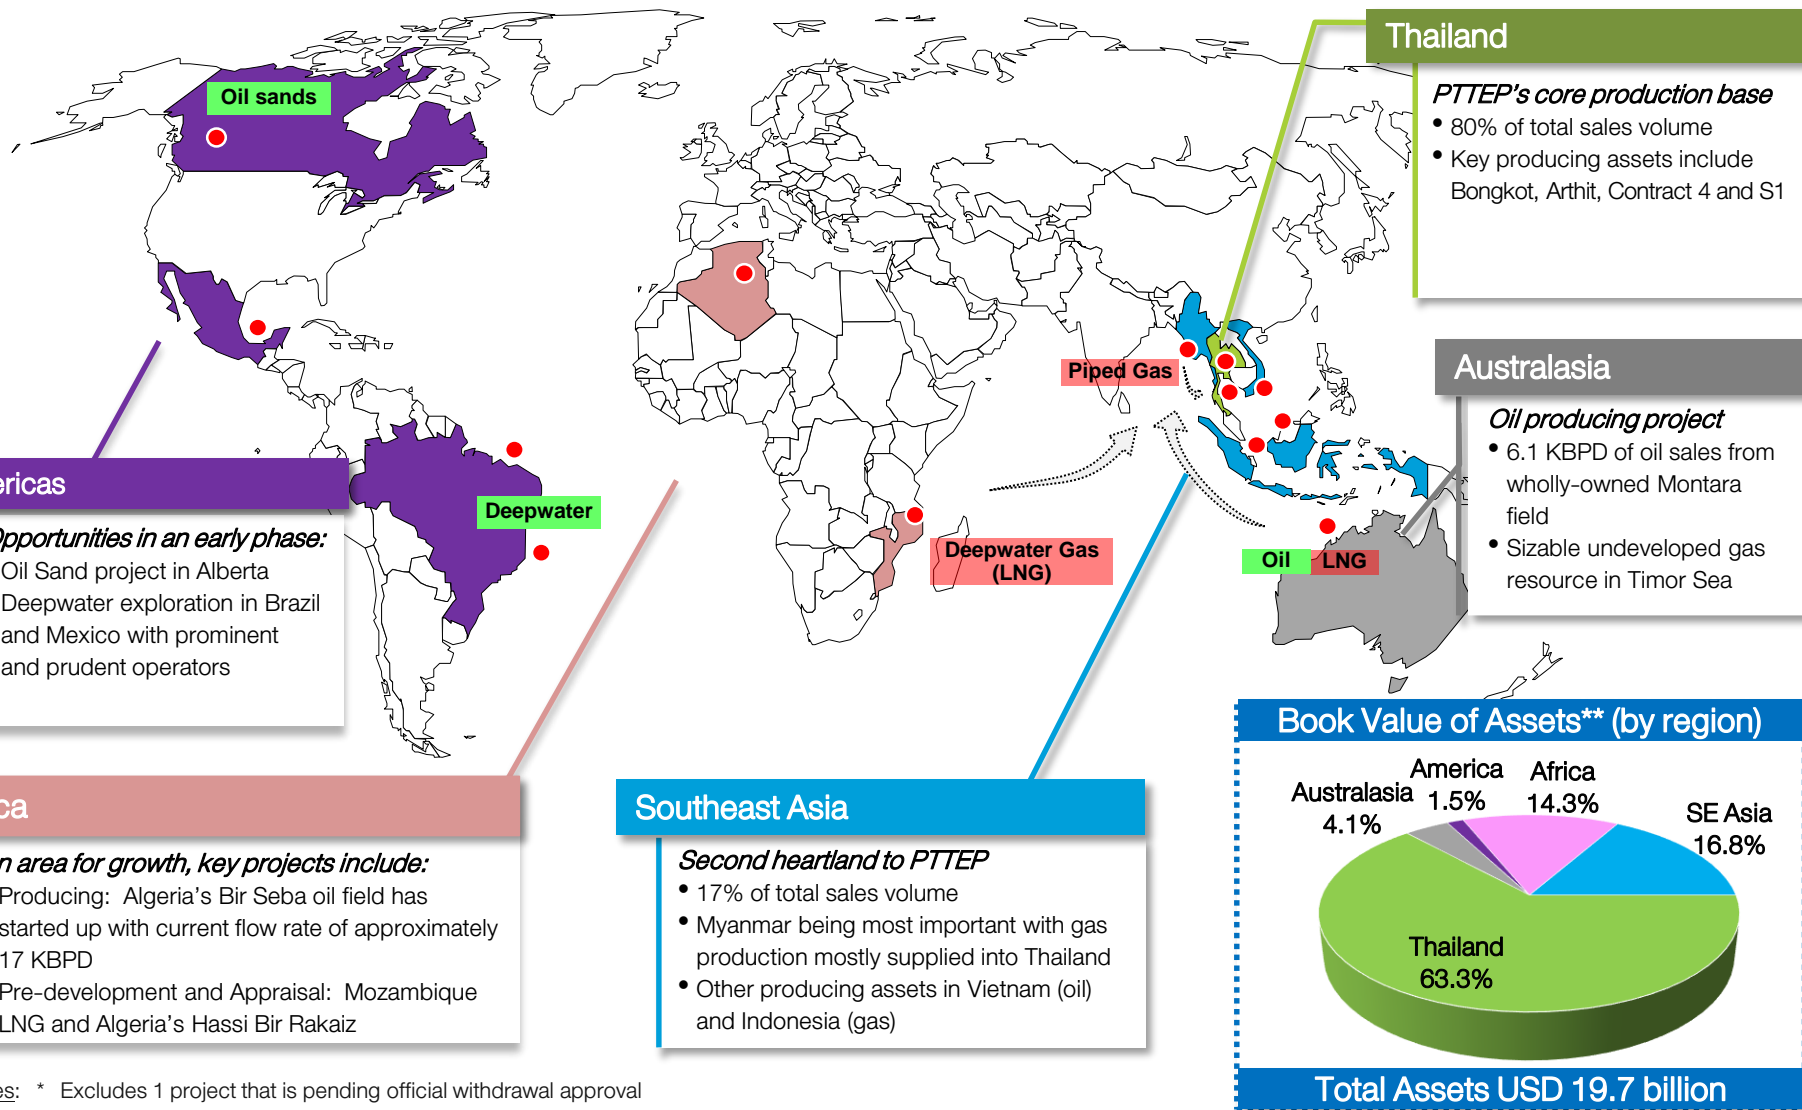 Oil sands
Thailand
PTTEP's core production base
• 80% of total sales volume
• Key producing assets include
Bongkot, Arthit, Contract 4 and S1
Piped Gas
Australasia
Oil producing project
• 6.1 KBPD of oil sales from
wholly-owned Montara
field
• Sizable undeveloped gas
resource in Timor Sea
ericas
Opportunities in an early phase:
Oil Sand project in Alberta
Deepwater exploration in Brazil
and Mexico with prominent
and prudent operators
Deepwater
Deepwater Gas
(LNG)
Oil LNG
ca
n area for growth, key projects include:
Producing: Algeria's Bir Seba oil field has
started up with current flow rate of approximately
17 KBPD
Pre-development and Appraisal: Mozambique
LNG and Algeria's Hassi Bir Rakaiz
Southeast Asia
Second heartland to PTTEP
• 17% of total sales volume
• Myanmar being most important with gas
production mostly supplied into Thailand
• Other producing assets in Vietnam (oil)
and Indonesia (gas)
Book Value of Assets** (by region)
Australasia
4.1%
America
1.5%
Africa
14.3%
SE Asia
16.8%
Thailand
63.3%
Total Assets USD 19.7 billion
es: * Excludes 1 project that is pending official withdrawal approval